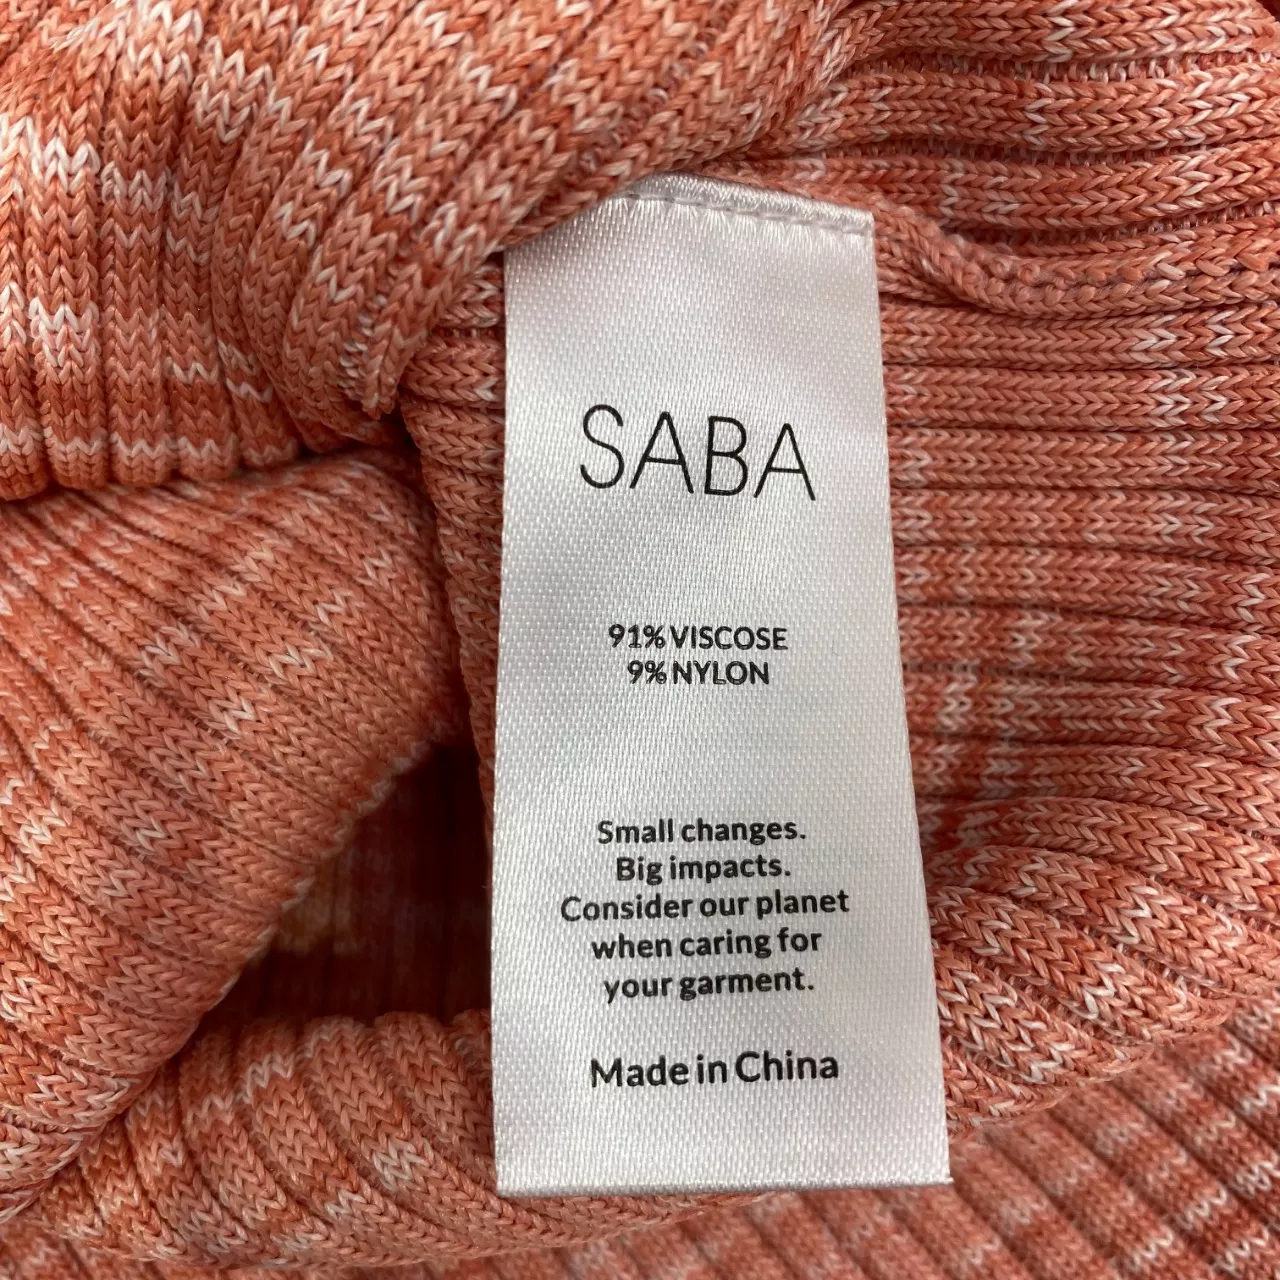 SABA
91% VISCOSE
9% NYLON
Small changes.
Big impacts.
Consider our planet
when caring for
your garment.
Made in China